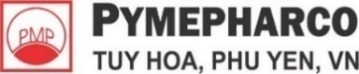 PMP
PYMEPHARCO
TUY HOA, PHU YEN, VN